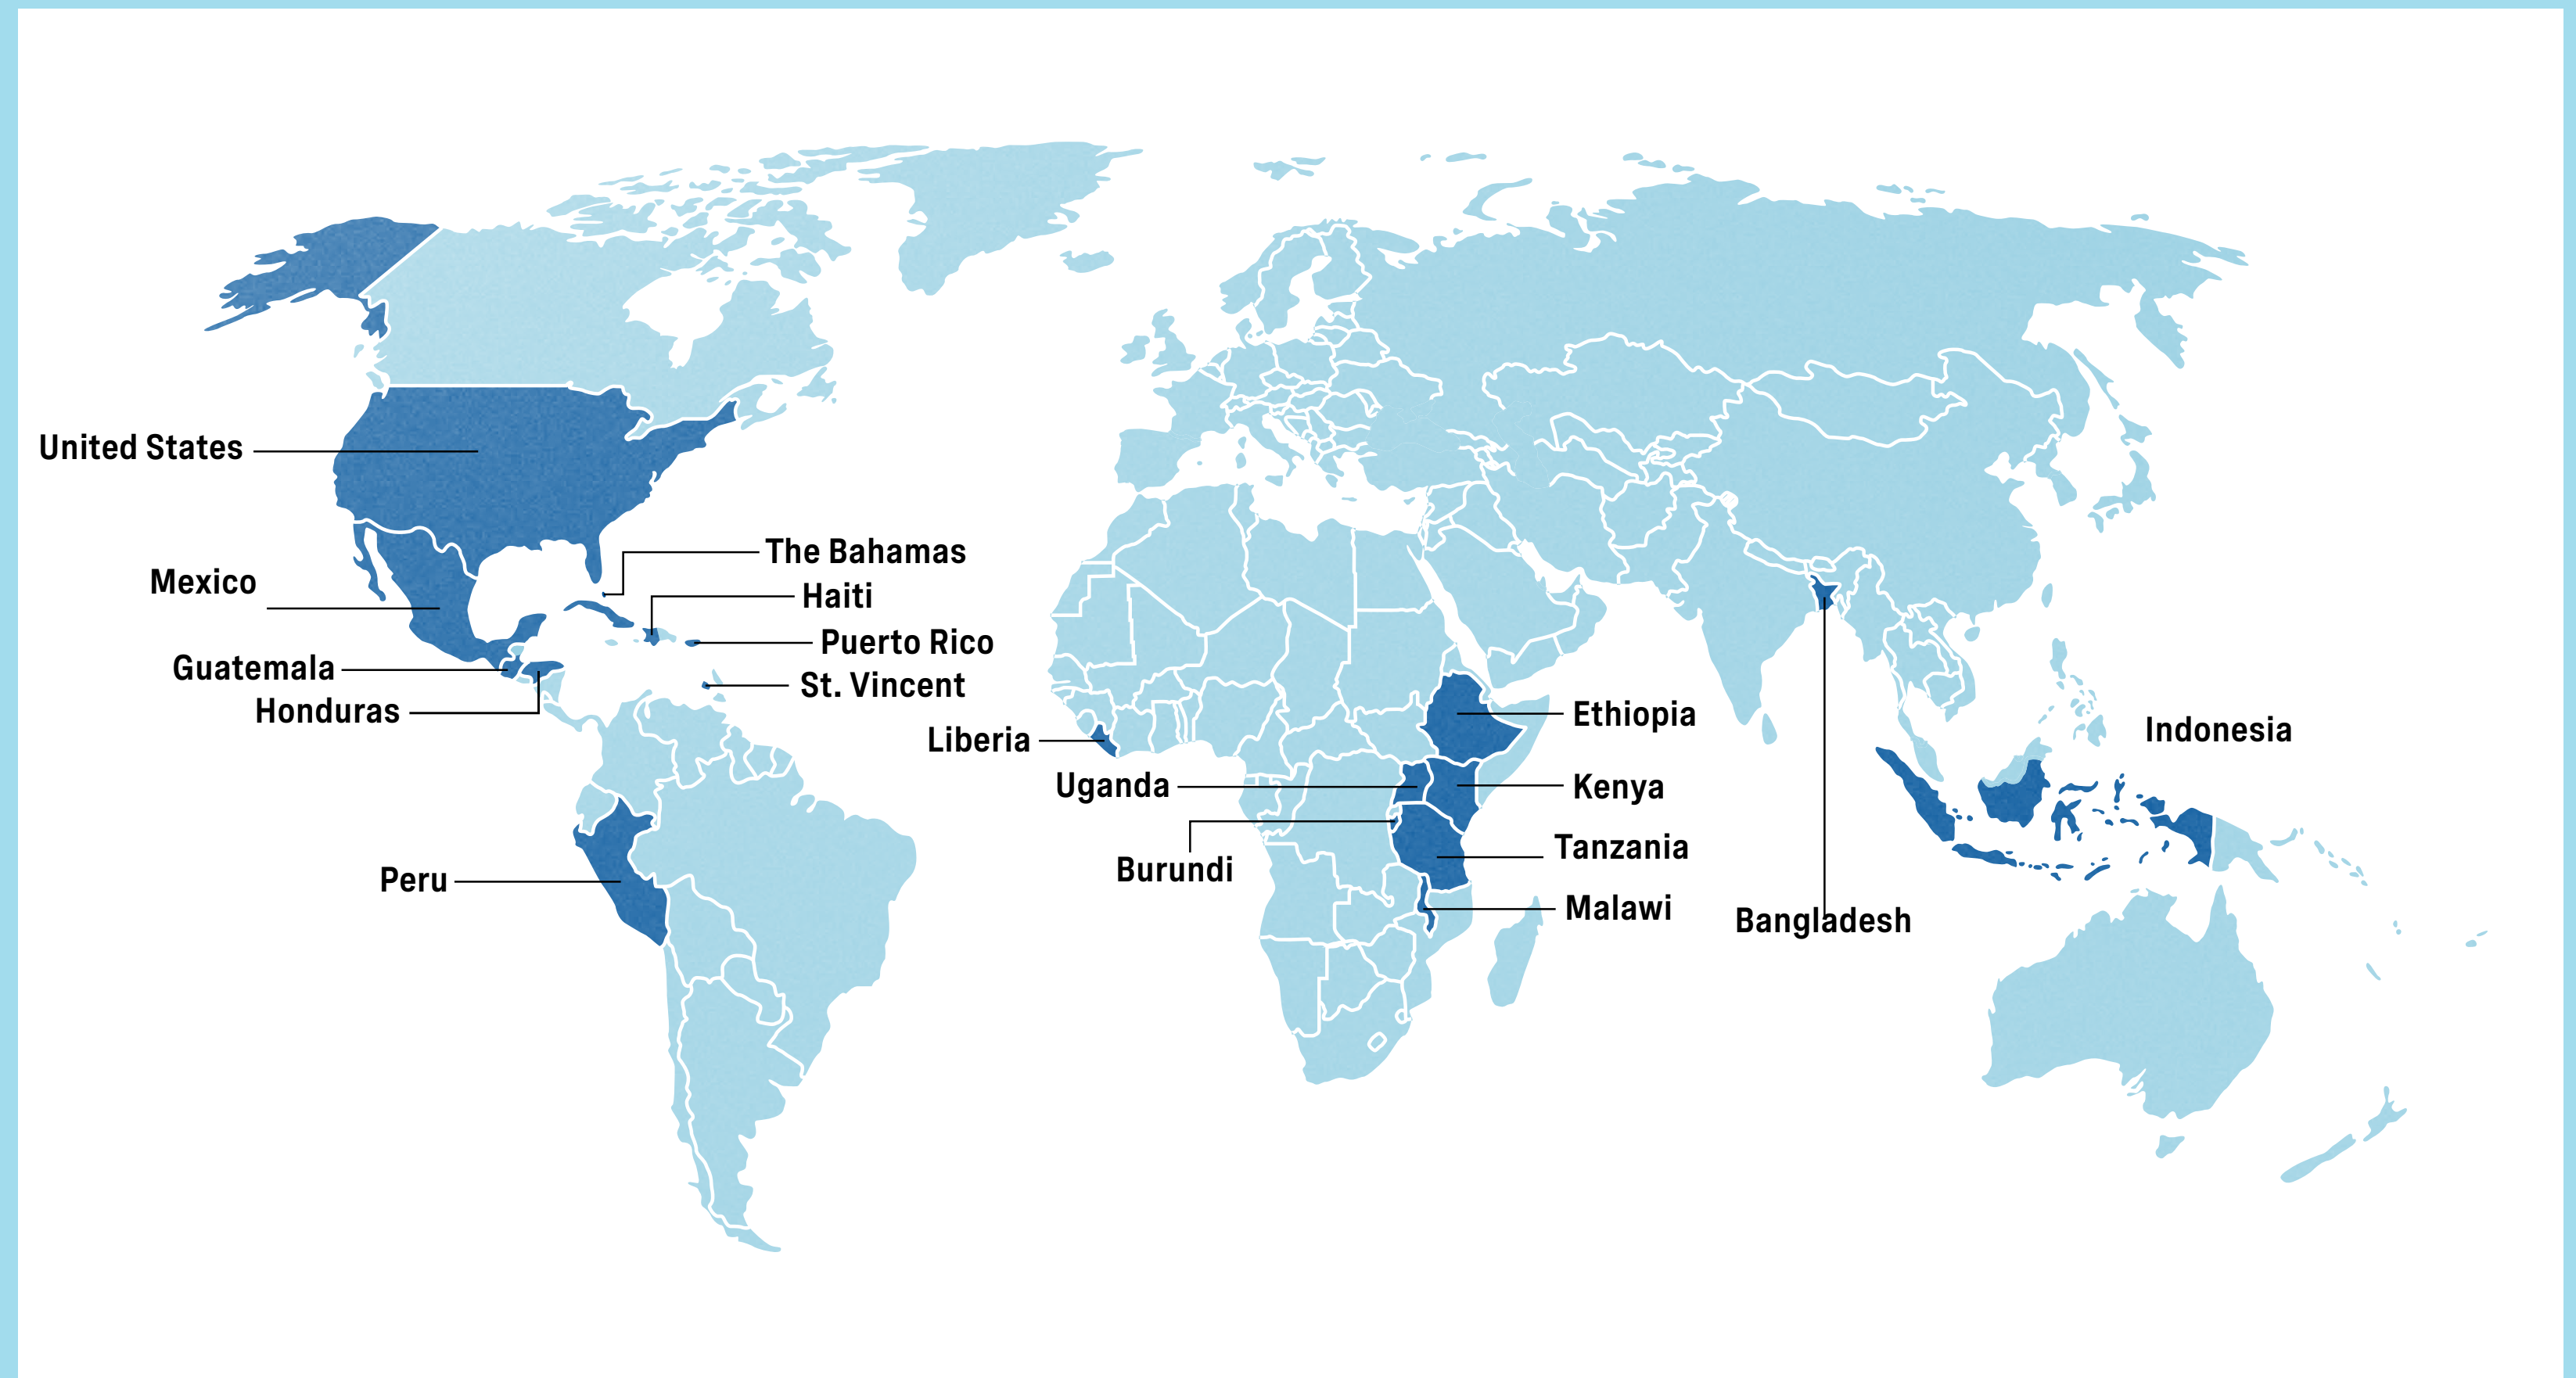 United States
Mexico
Guatemala
Honduras
Peru
The Bahamas
Haiti
Puerto Rico
St. Vincent
Liberia
Uganda
Burundi
Ethiopia
Kenya
Tanzania
Malawi
Bangladesh
Indonesia